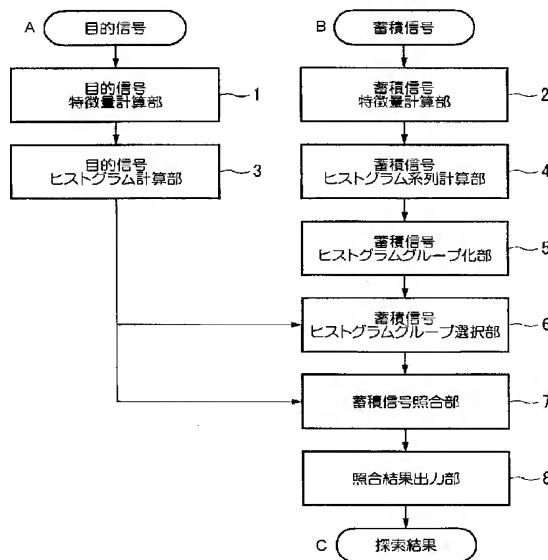 A
目的信号
B
蓄積信号
目的信号
特徴量計算部
1
蓄積信号
特徴量計算部
2
目的信号
ヒストグラム計算部
3
蓄積信号
ヒストグラム系列計算部
4
蓄積信号
ヒストグラムグループ化部
5
蓄積信号
ヒストグラムグループ選択部
6
蓄積信号照合部
7
照合結果出力部
8
C
探索結果